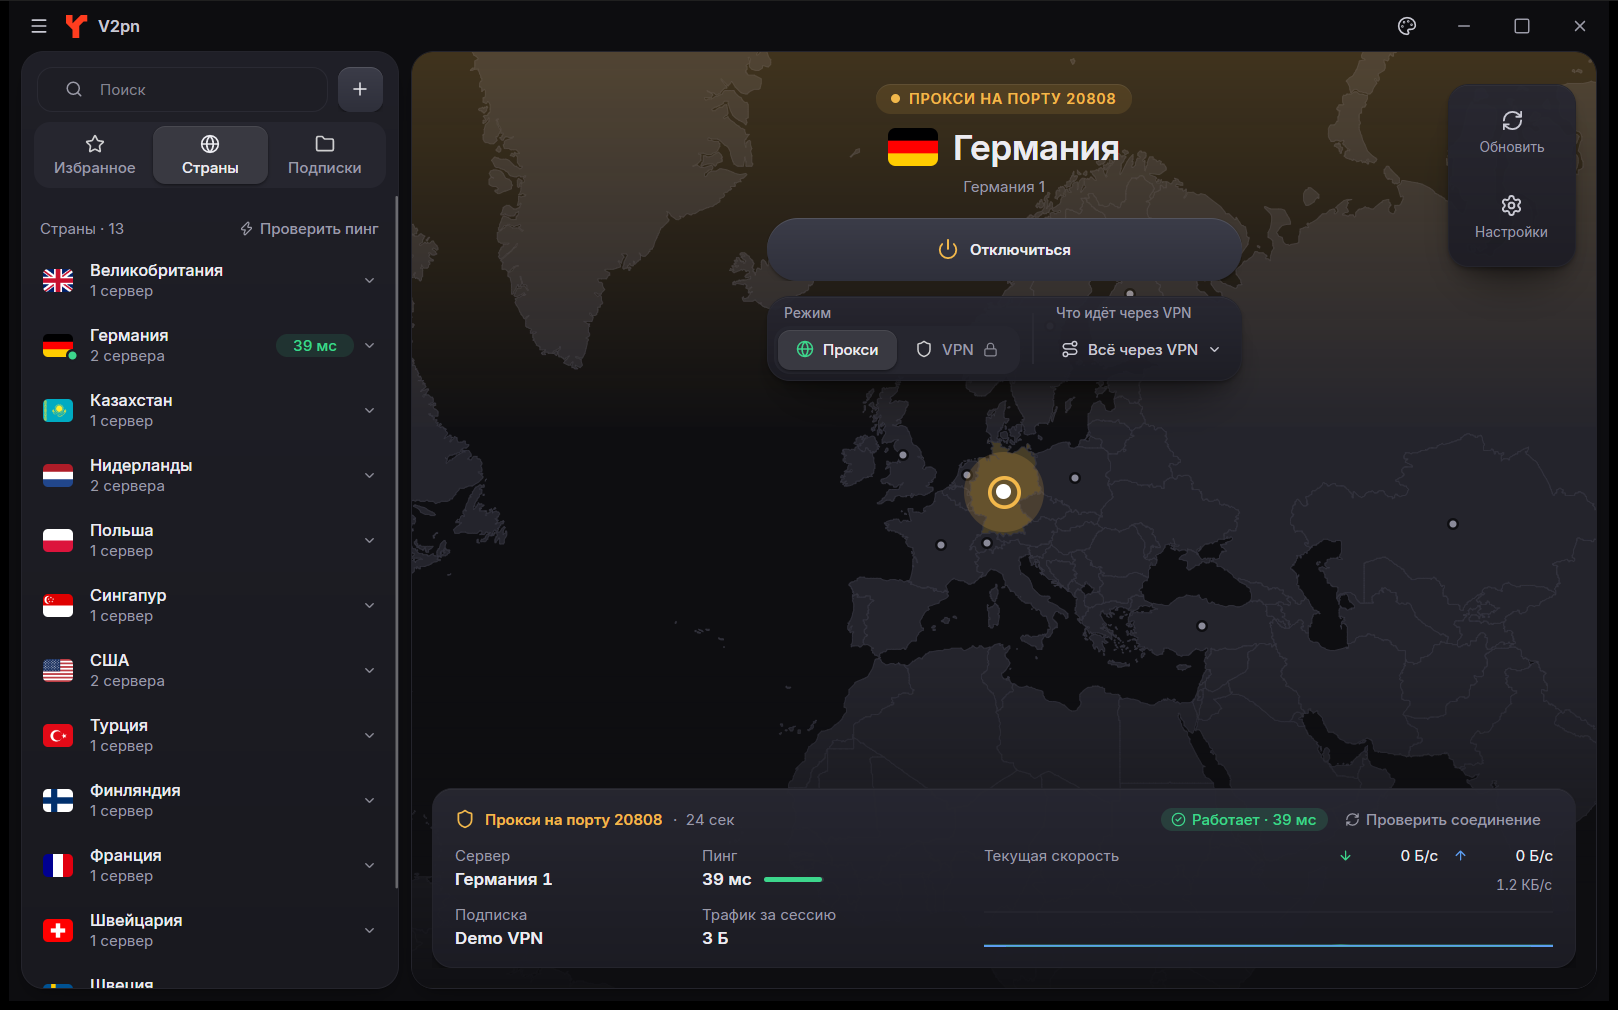 V2pn
Поиск
Избранное
Страны
Подписки
Страны · 13
Проверить пинг
Великобритания
1 сервер
Германия
2 сервера
39 мс
Казахстан
1 сервер
Нидерланды
2 сервера
Польша
1 сервер
Сингапур
1 сервер
США
2 сервера
Турция
1 сервер
Финляндия
1 сервер
Франция
1 сервер
Швейцария
1 сервер
Швеция
ПРОКСИ НА ПОРТУ 20808
Германия
Германия 1
Отключиться
Режим
Прокси
VPN
Что идёт через VPN
Всё через VPN
Обновить
Настройки
Прокси на порту 20808 · 24 сек
Работает · 39 мс
Проверить соединение
Сервер
Германия 1
Пинг
39 мс
Подписка
Demo VPN
Трафик за сессию
3 Б
Текущая скорость
0 Б/с
0 Б/с
1.2 КБ/с